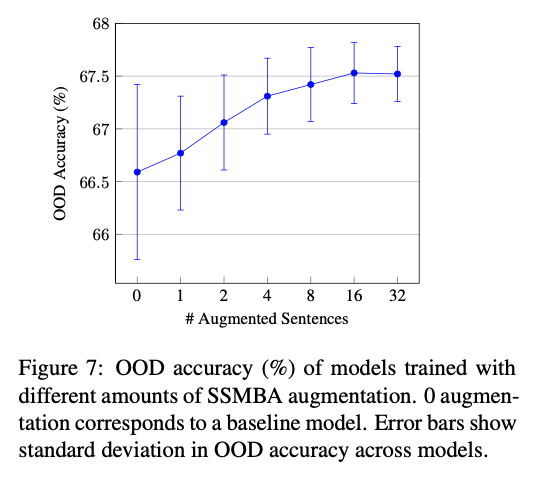 68
67.5
67
66.5
66
OOD Accuracy (%)
0 1 2 4 8 16 32
# Augmented Sentences
Figure 7: OOD accuracy (%) of models trained with
different amounts of SSMBA augmentation. 0 augmen-
tation corresponds to a baseline model. Error bars show
standard deviation in OOD accuracy across models.